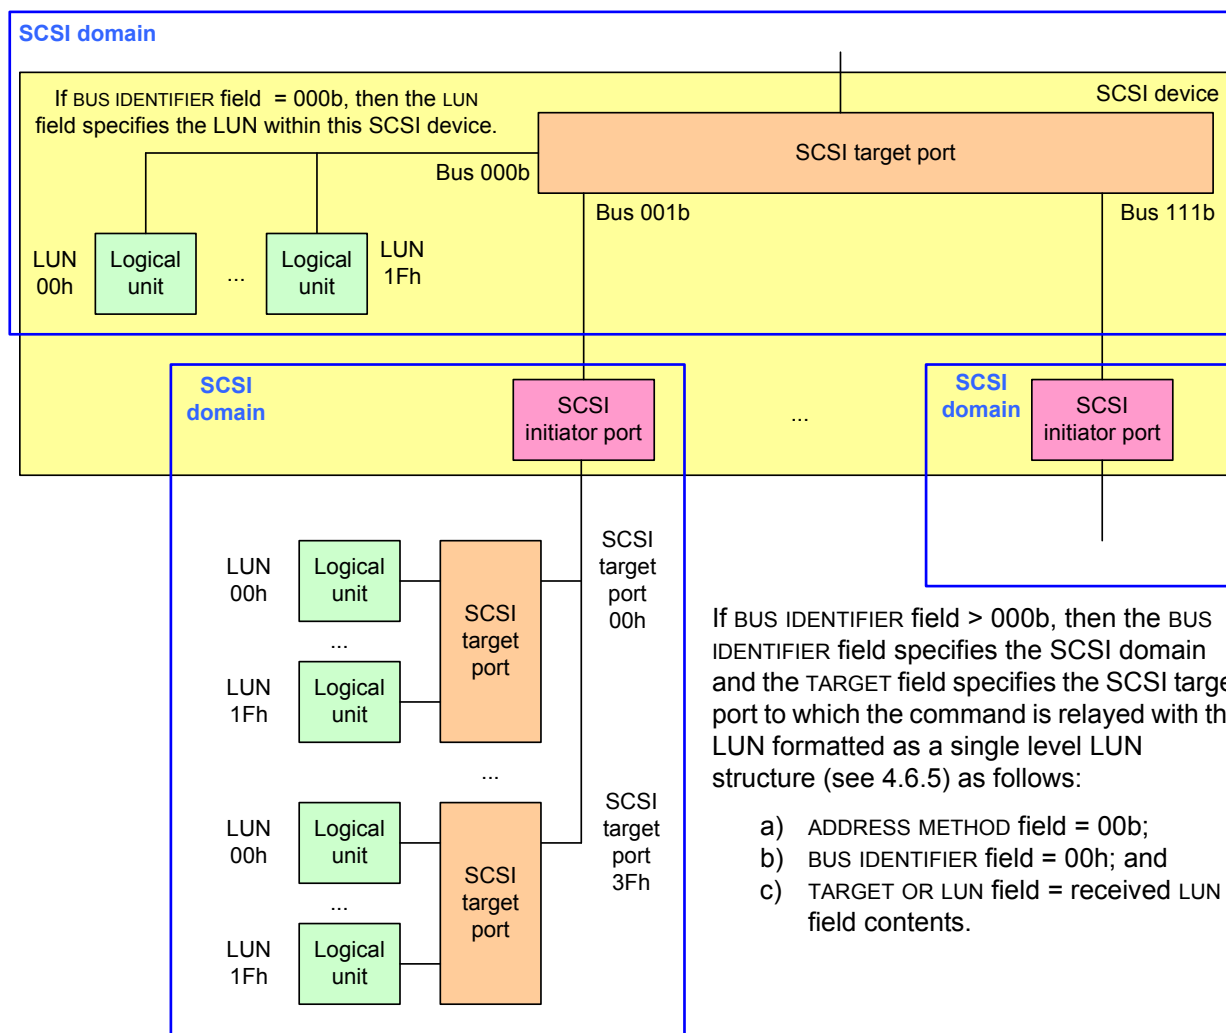 SCSI domain
SCSI device
If BUS IDENTIFIER field = 000b, then the LUN
field specifies the LUN within this SCSI device.
SCSI target port
Bus 000b
Bus 001b
Bus 111b
LUN
00h
Logical
unit
...
Logical
unit
LUN
1Fh
SCSI
domain
SCSI
initiator port
...
SCSI
domain
SCSI
initiator port
LUN
00h
Logical
unit
...
LUN
1Fh
Logical
unit
SCSI
target
port
SCSI
target
port
00h
...
LUN
00h
Logical
unit
...
LUN
1Fh
Logical
unit
SCSI
target
port
SCSI
target
port
3Fh
If BUS IDENTIFIER field > 000b, then the BUS
IDENTIFIER field specifies the SCSI domain
and the TARGET field specifies the SCSI targe
port to which the command is relayed with th
LUN formatted as a single level LUN
structure (see 4.6.5) as follows:
a) ADDRESS METHOD field = 00b;
b) BUS IDENTIFIER field = 00h; and
c) TARGET OR LUN field = received LUN
field contents.